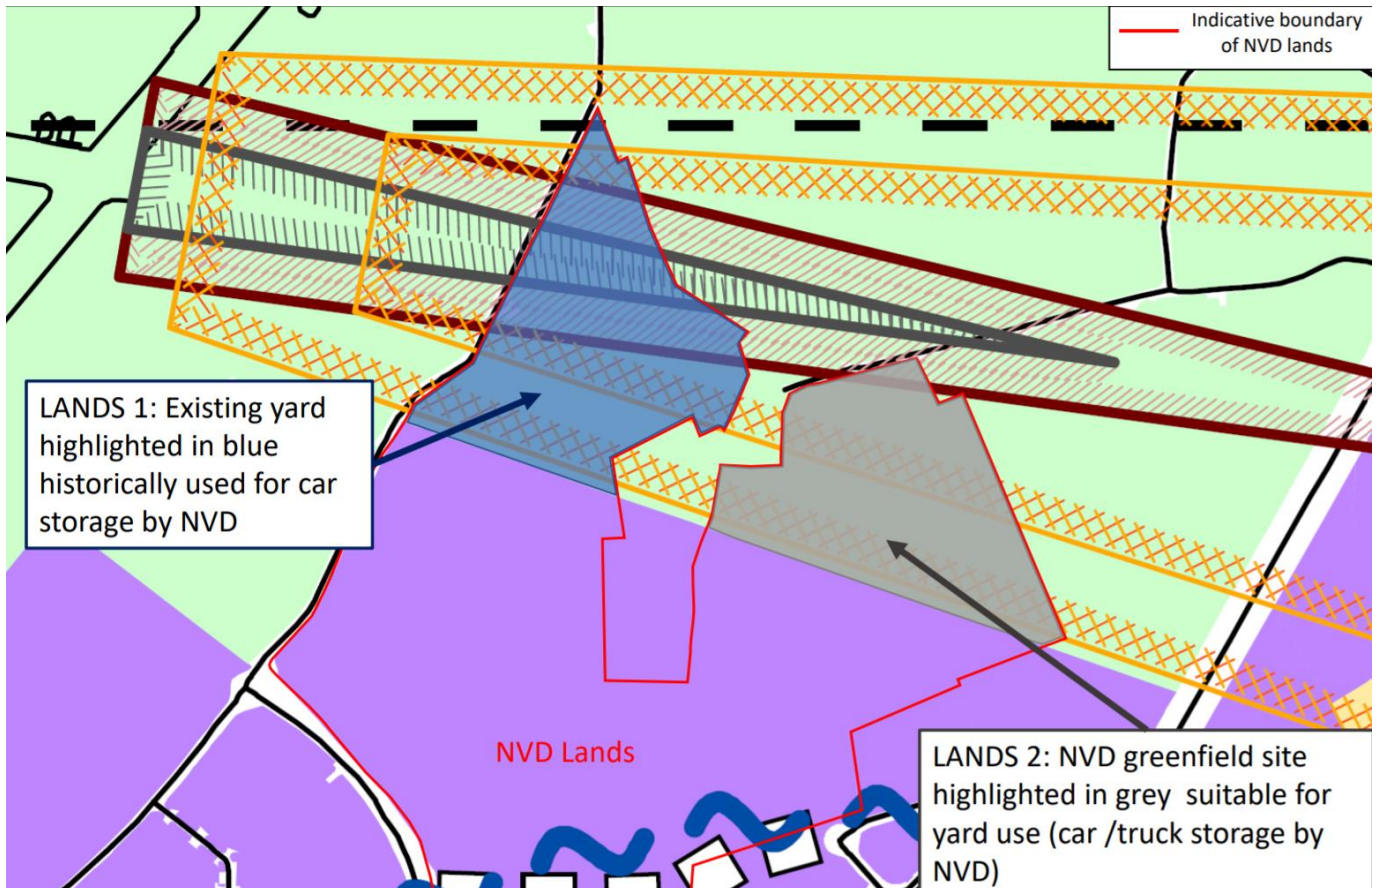 Indicative boundary
of NVD lands
LANDS 1: Existing yard
highlighted in blue
historically used for car
storage by NVD
NVD Lands
LANDS 2: NVD greenfield site
highlighted in grey  suitable for
yard use (car /truck storage by
NVD)